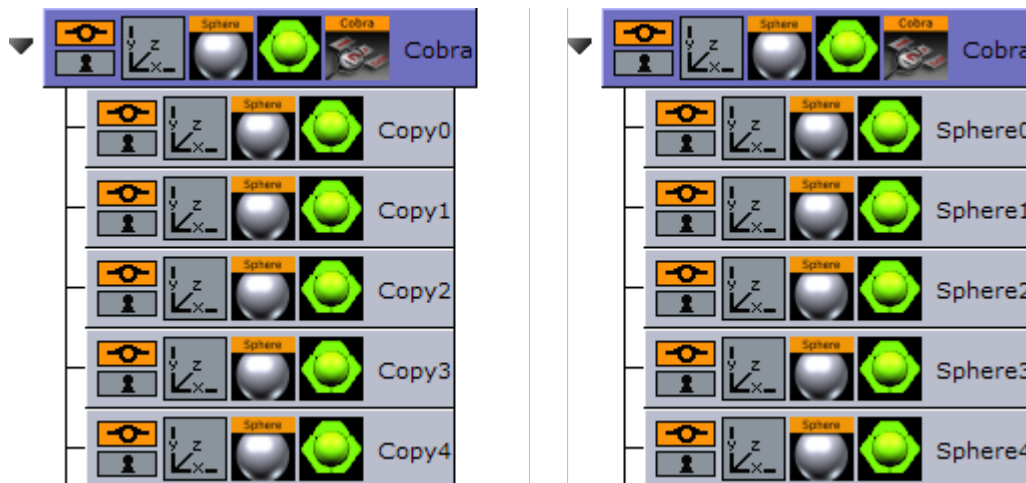 Sphere Cobra Cobra
Sphere Copy0
Sphere Copy1
Sphere Copy2
Sphere Copy3
Sphere Copy4
Sphere Cobra Cobra
Sphere Sphere0
Sphere Sphere1
Sphere Sphere2
Sphere Sphere3
Sphere Sphere4